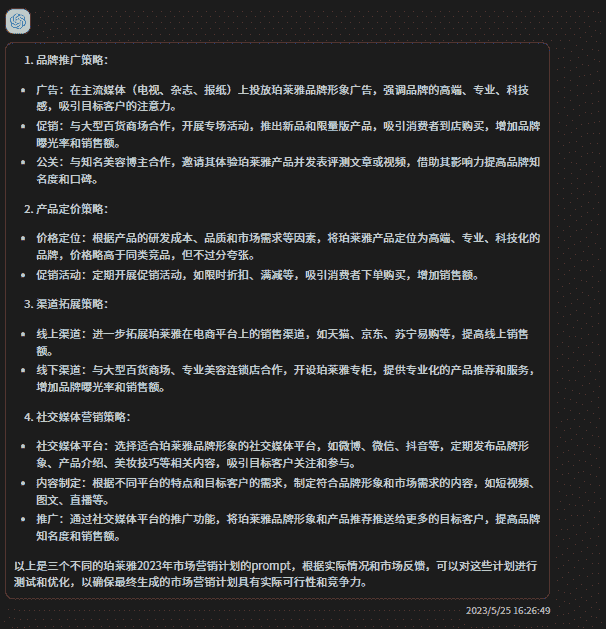 1. 品牌推广策略：
• 广告：在主流媒体（电视、杂志、报纸）上投放珀莱雅品牌形象广告，强调品牌的高端、专业、科技
感，吸引目标客户的注意力。
• 促销：与大型百货商场合作，开展专场活动，推出新品和限量版产品，吸引消费者到店购买，增加品牌
曝光率和销售额。
• 公关：与知名美容博主合作，邀请其体验珀莱雅产品并发表评测文章或视频，借助其影响力提高品牌知
名度和口碑。
2. 产品定价策略：
• 价格定位：根据产品的研发成本、品质和市场需求等因素，将珀莱雅产品定位为高端、专业、科技化的
品牌，价格略高于同类竞品，但不过分夸张。
• 促销活动：定期开展促销活动，如限时折扣、满减等，吸引消费者下单购买，增加销售额。
3. 渠道拓展策略：
• 线上渠道：进一步拓展珀莱雅在电商平台上的销售渠道，如天猫、京东、苏宁易购等，提高线上销售
额。
• 线下渠道：与大型百货商场、专业美容连锁店合作，开设珀莱雅专柜，提供专业化的产品推荐和服务，
增加品牌曝光率和销售额。
4. 社交媒体营销策略：
• 社交媒体平台：选择适合珀莱雅品牌形象的社交媒体平台，如微博、微信、抖音等，定期发布品牌形
象、产品介绍、美妆技巧等相关内容，吸引目标客户关注和参与。
• 内容制定：根据不同平台的特点和目标客户的需求，制定符合品牌形象和市场需求的内容，如短视频、
图文、直播等。
• 推广：通过社交媒体平台的推广功能，将珀莱雅品牌形象和产品推荐推送给更多的目标客户，提高品牌
知名度和销售额。
以上是三个不同的珀莱雅2023年市场营销计划的prompt，根据实际情况和市场反馈，可以对这些计划进行
测试和优化，以确保最终生成的市场营销计划具有实际可行性和竞争力。
2023/5/25 16:26:49